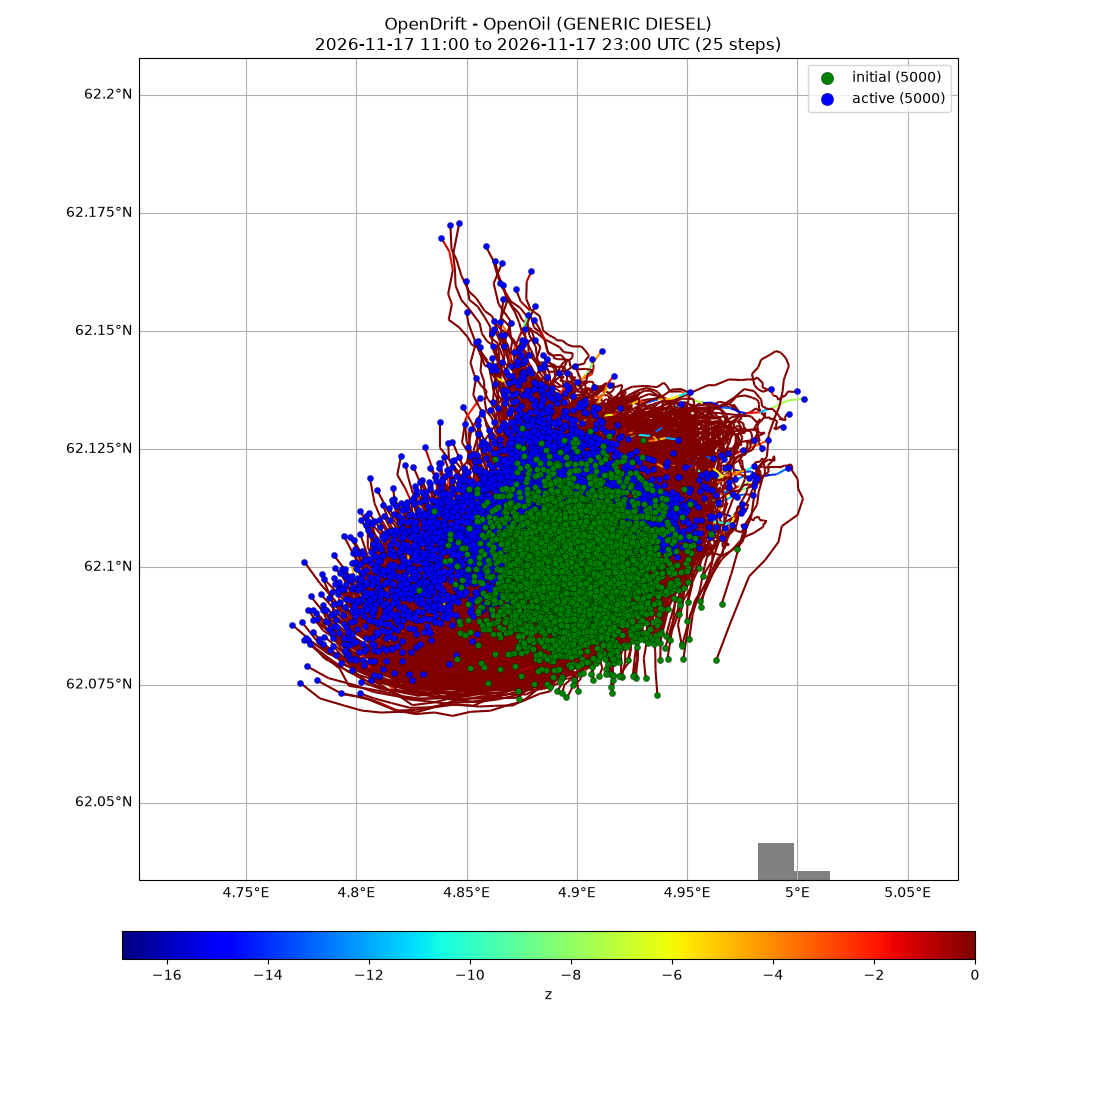 OpenDrift - OpenOil (GENERIC DIESEL)
2026-11-17 11:00 to 2026-11-17 23:00 UTC (25 steps)
initial (5000)
active (5000)
62.2°N
62.175°N
62.15°N
62.125°N
62.1°N
62.075°N
62.05°N
4.75°E 4.8°E 4.85°E 4.9°E 4.95°E 5°E 5.05°E
−16 −14 −12 −10 −8 −6 −4 −2 0
z